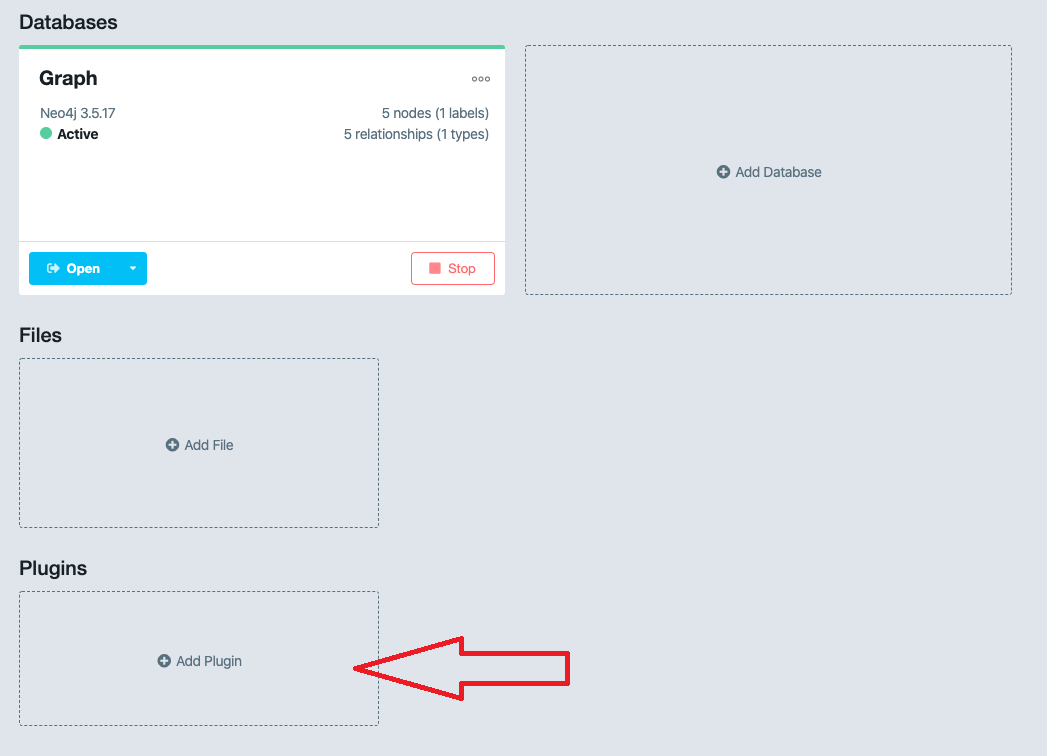 Databases
Graph
Neo4j 3.5.17
5 nodes (1 labels)
Active
5 relationships (1 types)
Open
Stop
Add Database
Files
Add File
Plugins
Add Plugin